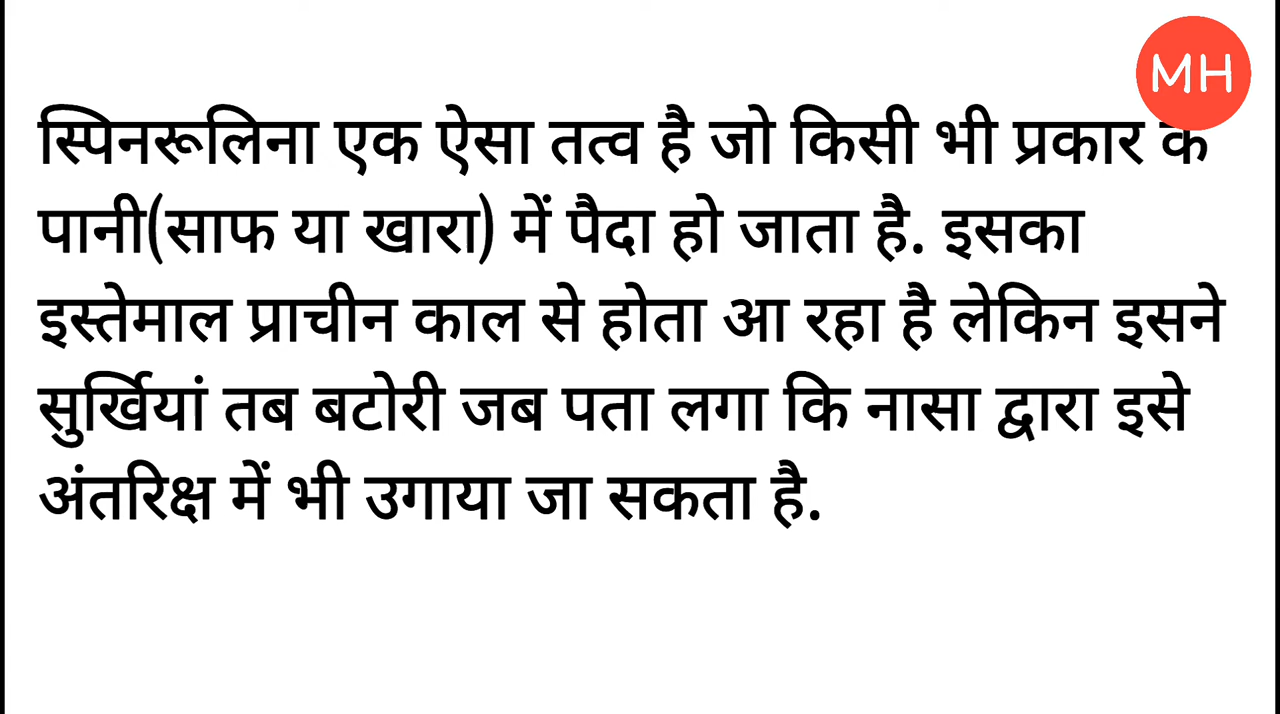 MH
स्पिनरूलिना एक ऐसा तत्व है जो किसी भी प्रकार के
पानी(साफ या खारा) में पैदा हो जाता है. इसका
इस्तेमाल प्राचीन काल से होता आ रहा है लेकिन इसने
सुर्खियां तब बटोरी जब पता लगा कि नासा द्वारा इसे
अंतरिक्ष में भी उगाया जा सकता है.